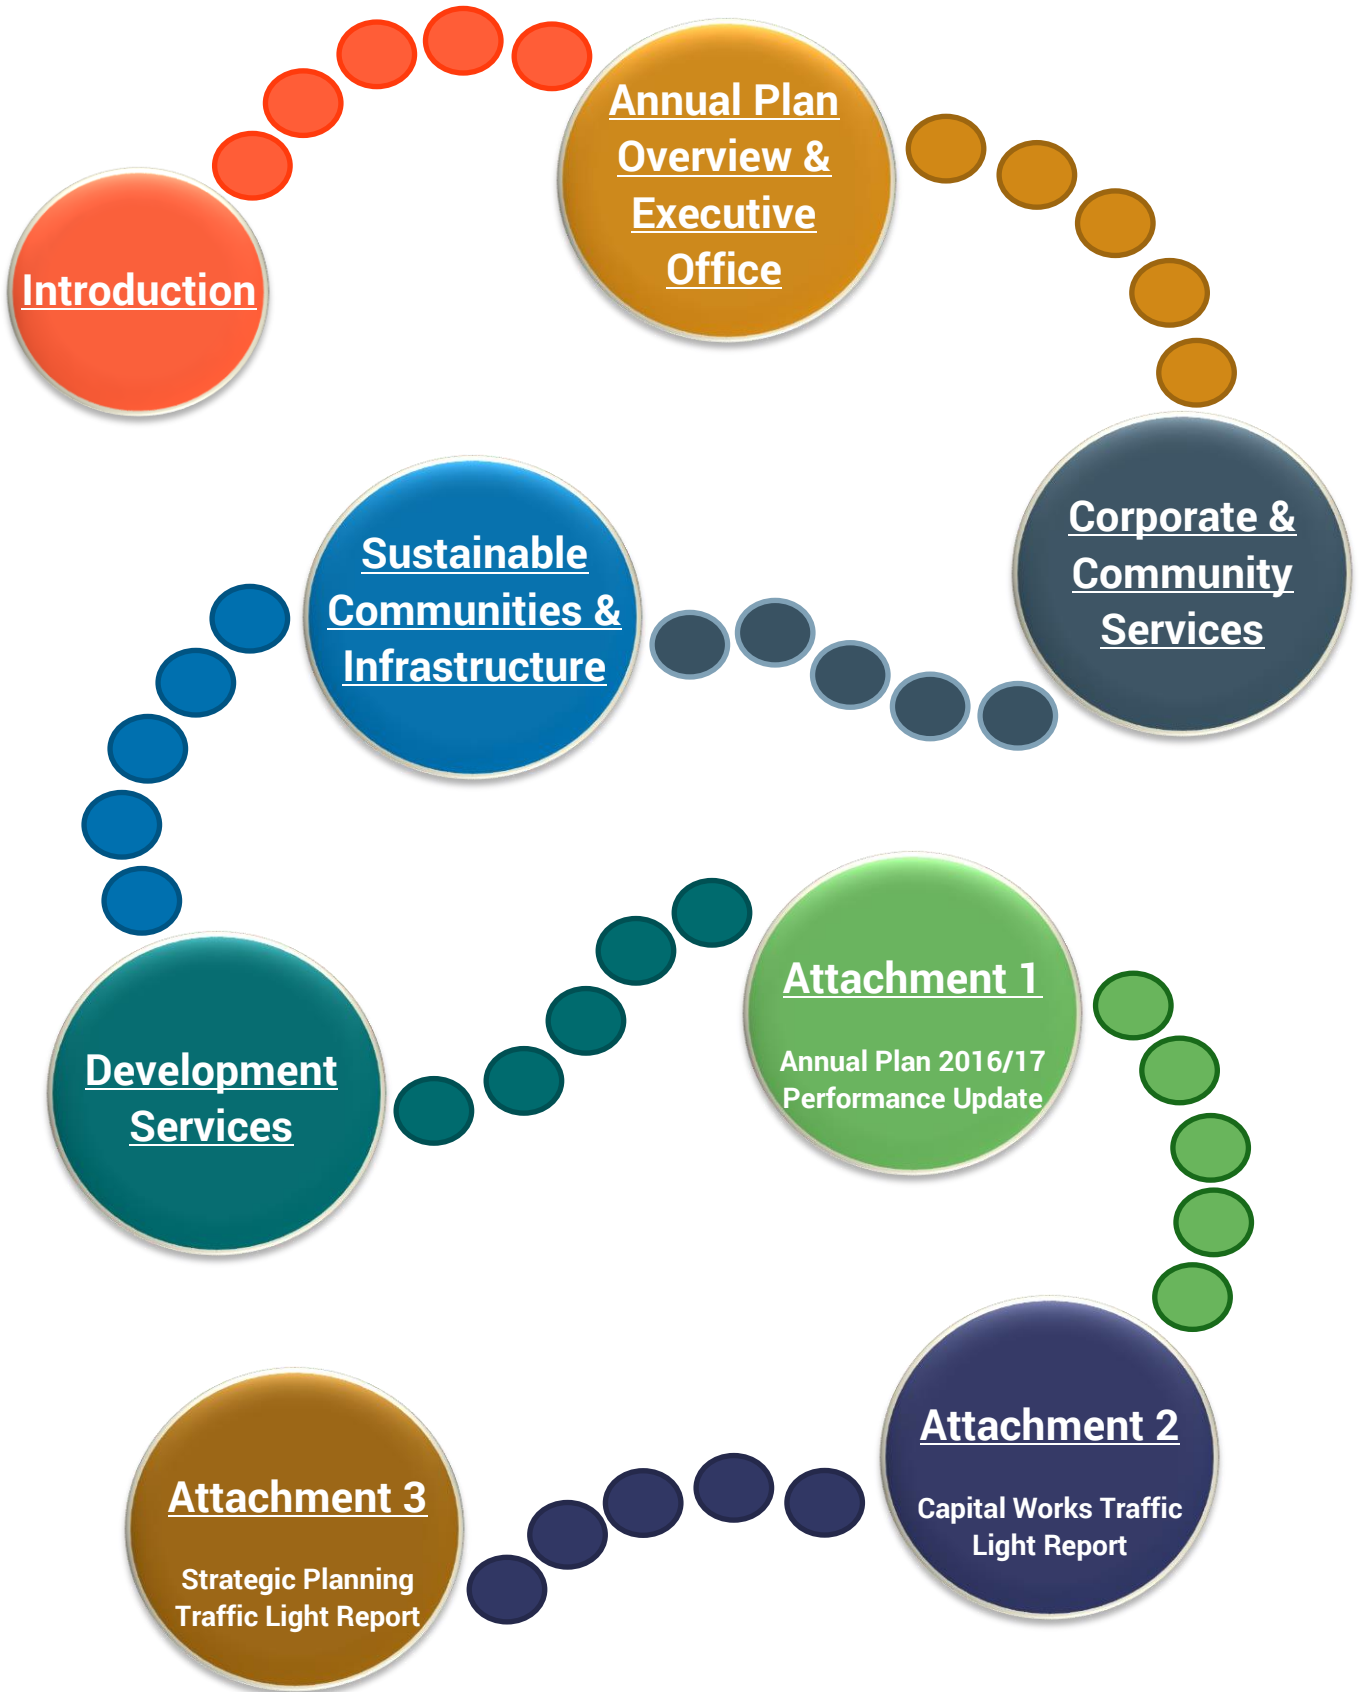 Introduction
Annual Plan
Overview &
Executive
Office
Corporate &
Community
Services
Sustainable
Communities &
Infrastructure
Development
Services
Attachment 1
Annual Plan 2016/17
Performance Update
Attachment 2
Capital Works Traffic
Light Report
Attachment 3
Strategic Planning
Traffic Light Report